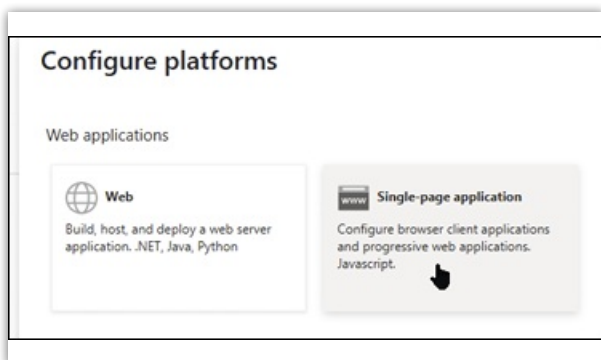 Configure platforms
Web applications
Web
Build, host, and deploy a web server
application. .NET, Java, Python
www
Single-page application
Configure browser client applications
and progressive web applications.
Javascript.